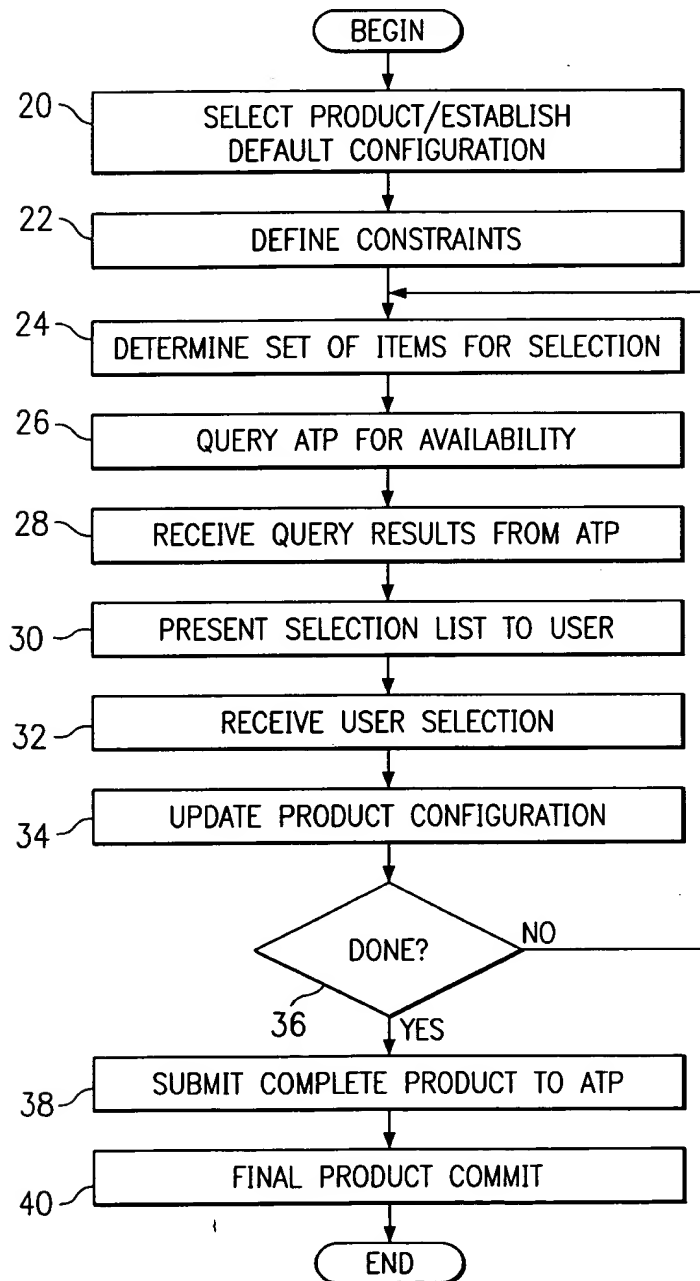 BEGIN
20
SELECT PRODUCT/ESTABLISH
DEFAULT CONFIGURATION
22
DEFINE CONSTRAINTS
24
DETERMINE SET OF ITEMS FOR SELECTION
26
QUERY ATP FOR AVAILABILITY
28
RECEIVE QUERY RESULTS FROM ATP
30
PRESENT SELECTION LIST TO USER
32
RECEIVE USER SELECTION
34
UPDATE PRODUCT CONFIGURATION
DONE?
NO
36
YES
38
SUBMIT COMPLETE PRODUCT TO ATP
40
FINAL PRODUCT COMMIT
END